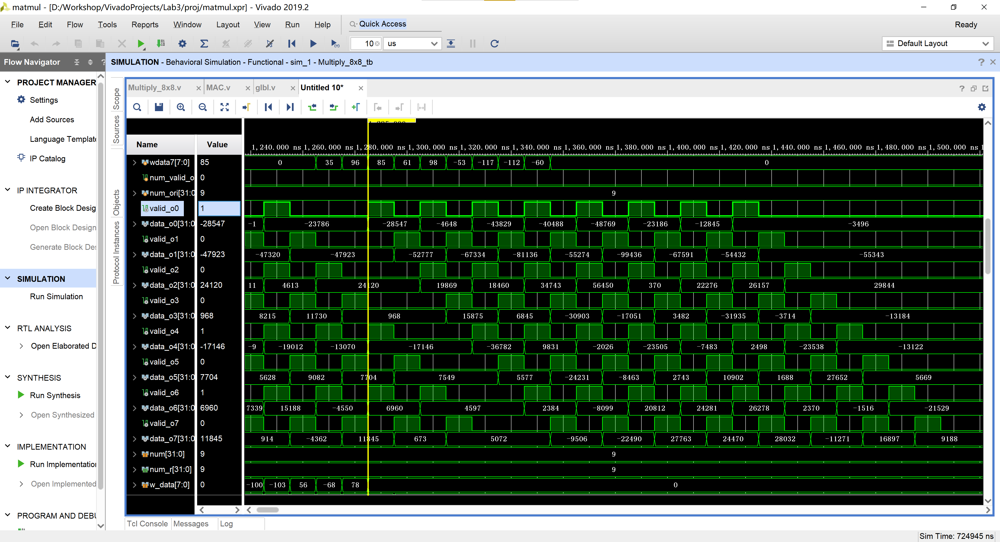 matmul - [D:/Workshop/VivadoProjects/Lab3/proj/matmul.xpr] - Vivado 2019.2
File Edit Flow Tools Reports Window Layout View Run Help Quick Access Ready
10 us Default Layout
Flow Navigator ? SIMULATION - Behavioral Simulation - Functional - sim_1 - Multiply_8x8_tb
PROJECT MANAGER
Settings
Add Sources
Language Template
IP Catalog
IP INTEGRATOR
Create Block Desig
Open Block Design
Generate Block Des
SIMULATION
Run Simulation
RTL ANALYSIS
Open Elaborated D
SYNTHESIS
Run Synthesis
Open Synthesized
IMPLEMENTATION
Run Implementation
Open Implemented
PROGRAM AND DEBU
Scope
Sources
Objects
Protocol Instances
Multiply_8x8.v MAC.v glbl.v Untitled 10*
Name Value
1,240.000 ns 1,260.000 ns 1,280.000 ns 1,300.000 ns 1,320.000 ns 1,340.000 ns 1,360.000 ns 1,380.000 ns 1,400.000 ns 1,420.000 ns 1,440.000 ns 1,460.000 ns 1,480.000 ns 1,500.000 ns
wdata7[7:0] 85 0 35 96 85 61 98 -53 -117 -112 -60 0
num_valid_o 0
num_ori[31:0 9 9
valid_o0 1
data_o0[31:0 -28547 -1 -23786 -28547 -4648 -43829 -40488 -48769 -23186 -12845 -3496
valid_o1 0
data_o1[31:0 -47923 -47320 -47923 -52777 -67334 -81136 -55274 -99436 -67591 -54432 -55343
valid_o2 0
data_o2[31:0 24120 11 4613 24120 19869 18460 34743 56450 370 22276 26157 29844
valid_o3 0
data_o3[31:0 968 8215 11730 968 15875 6845 -30903 -17051 3482 -31935 -3714 -13184
valid_o4 1
data_o4[31:0 -17146 -9 -19012 -13070 -17146 -36782 9831 -2026 -23505 -7483 2498 -23538 -13122
valid_o5 0
data_o5[31:0 7704 5628 9082 7704 7549 5577 -24231 -8463 2743 10902 1688 27652 5669
valid_o6 1
data_o6[31:0 6960 7339 15188 -4550 6960 4597 2384 -8099 20812 24281 26278 2370 -1516 -21529
valid_o7 0
data_o7[31:0 11845 914 -4362 11845 673 5072 -9506 -22490 27763 24470 28032 -11271 16897 9188
num[31:0] 9 9
num_r[31:0] 9 9
w_data[7:0] 0 -100 -103 56 -68 78 0
Tcl Console Messages Log
Sim Time: 724945 ns